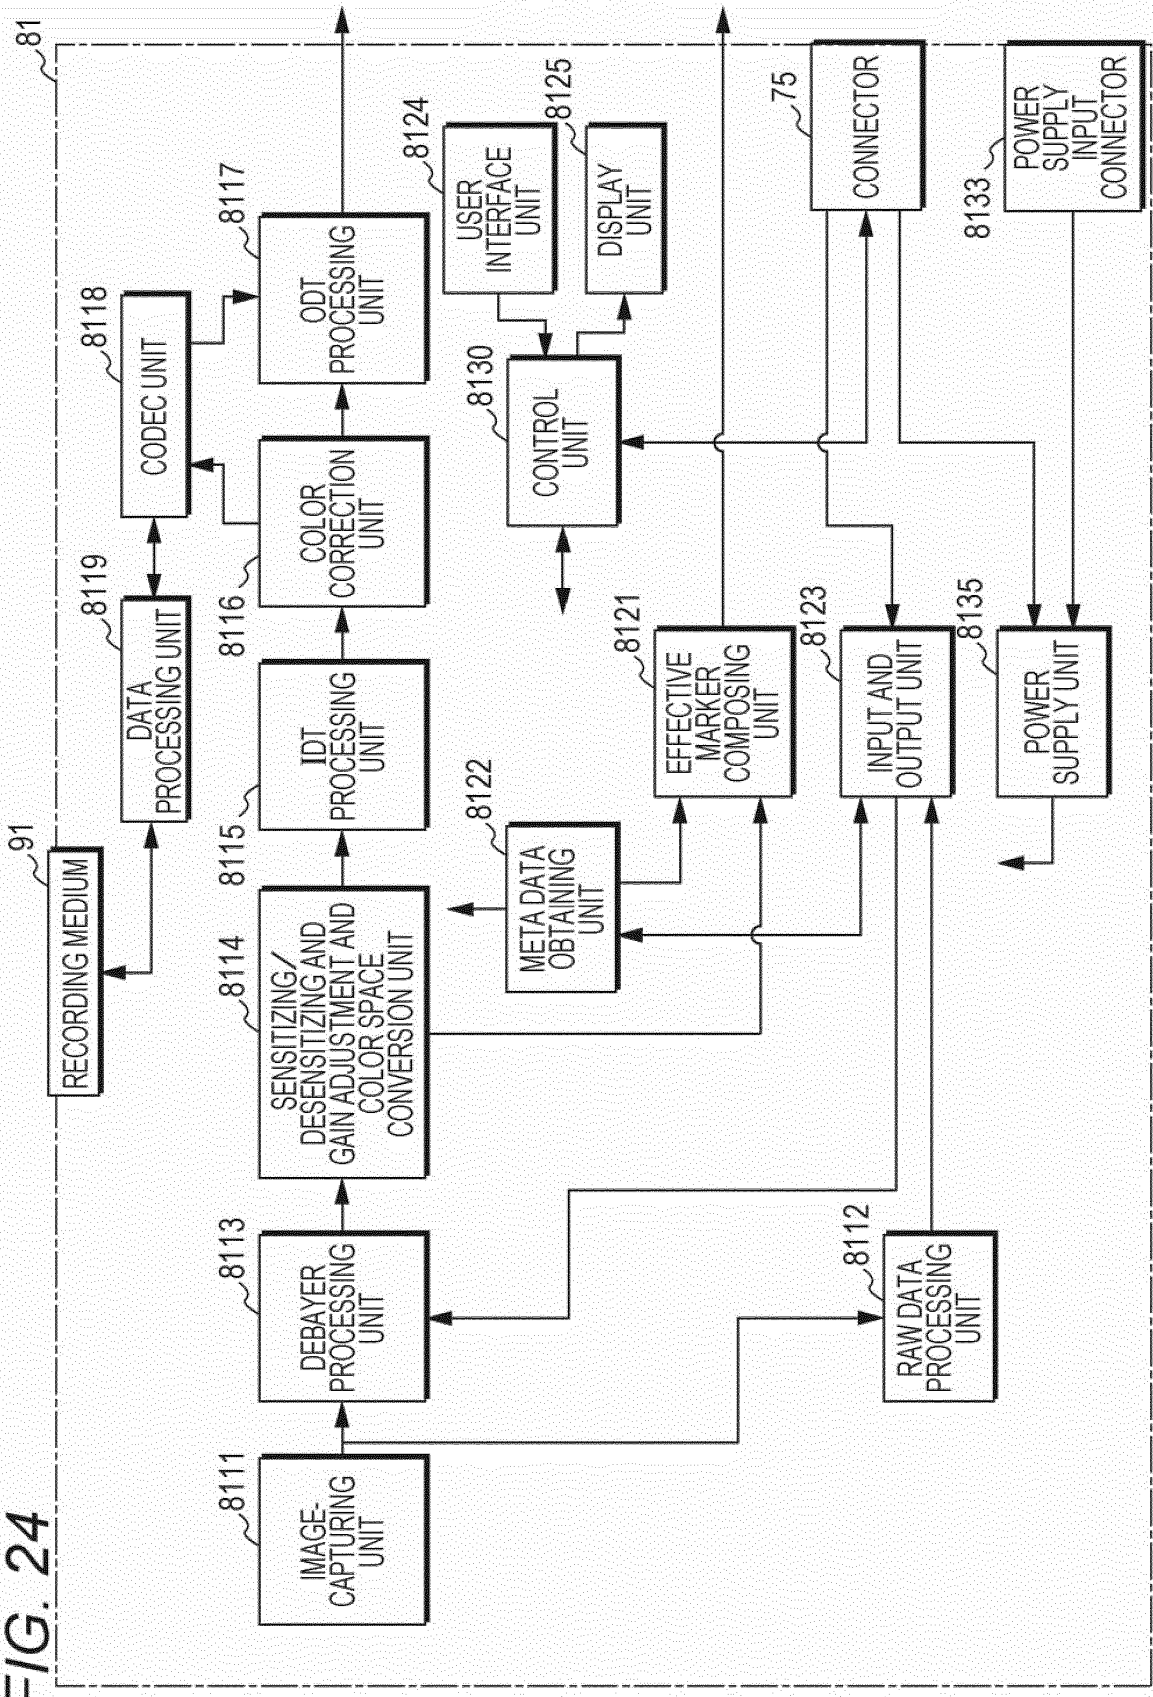 FIG. 24
81
91
RECORDING MEDIUM
8119
DATA
PROCESSING UNIT
8118
CODEC UNIT
8111
IMAGE-
CAPTURING
UNIT
8113
DEBAYER
PROCESSING
UNIT
8114
SENSITIZING/
DESENSITIZING AND
GAIN ADJUSTMENT AND
COLOR SPACE
CONVERSION UNIT
8115
IDT
PROCESSING
UNIT
8116
COLOR
CORRECTION
UNIT
8117
ODT
PROCESSING
UNIT
8122
META DATA
OBTAINING
UNIT
8130
CONTROL
UNIT
8124
USER
INTERFACE
UNIT
8125
DISPLAY
UNIT
8121
EFFECTIVE
MARKER
COMPOSING
UNIT
75
CONNECTOR
8112
RAW DATA
PROCESSING
UNIT
8123
INPUT AND
OUTPUT UNIT
8135
POWER
SUPPLY UNIT
8133
POWER
SUPPLY
INPUT
CONNECTOR